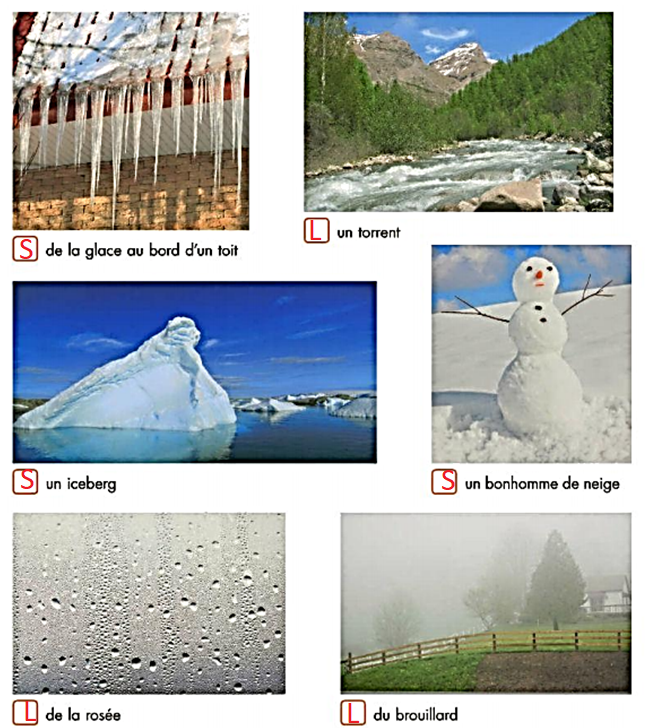 S de la glace au bord d'un toit
L un torrent
S un iceberg
S un bonhomme de neige
L de la rosée
L du brouillard